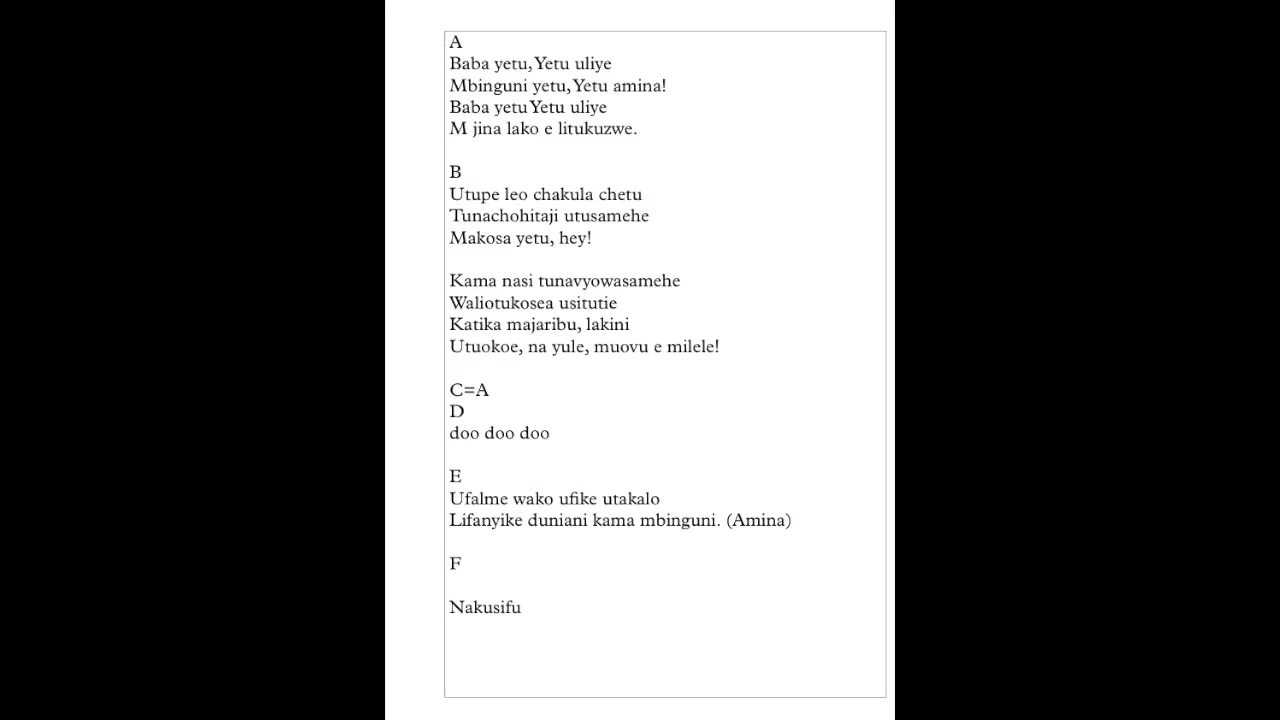 A
Baba yetu, Yetu uliye
Mbinguni yetu, Yetu amina!
Baba yetu Yetu uliye
M jina lako e litukuzwe.
B
Utupe leo chakula chetu
Tunachohitaji utusamehe
Makosa yetu, hey!
Kama nasi tunavyowasamehe
Waliotukosea usitutie
Katika majaribu, lakini
Utuokoe, na yule, muovu e milele!
C=A
D
doo doo doo
E
Ufalme wako ufike utakalo
Lifanyike duniani kama mbinguni. (Amina)
F
Nakusifu